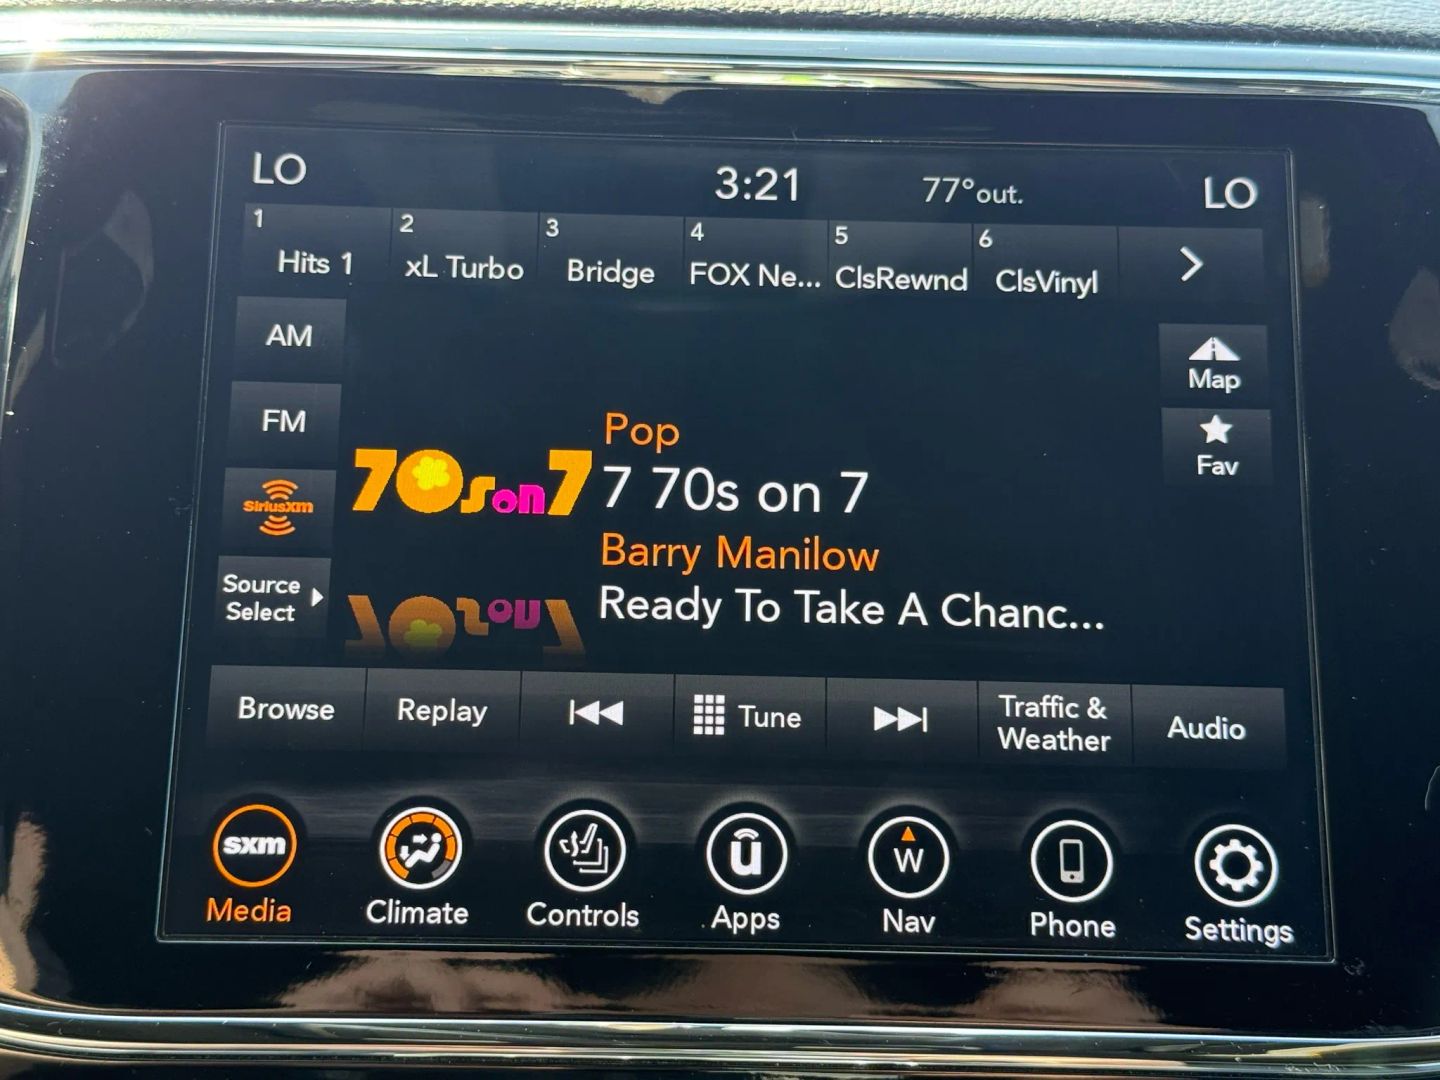 LO
3:21
77°out.
LO
1
Hits 1
2
xL Turbo
3
Bridge
4
FOX Ne...
5
ClsRewnd
6
ClsVinyl
AM
FM
SiriusXM
Source
Select
70s on 7
Pop
7 70s on 7
Barry Manilow
Ready To Take A Chanc...
Map
Fav
Browse
Replay
Tune
Traffic &
Weather
Audio
sxm
Media
Climate
Controls
u
Apps
W
Nav
Phone
Settings